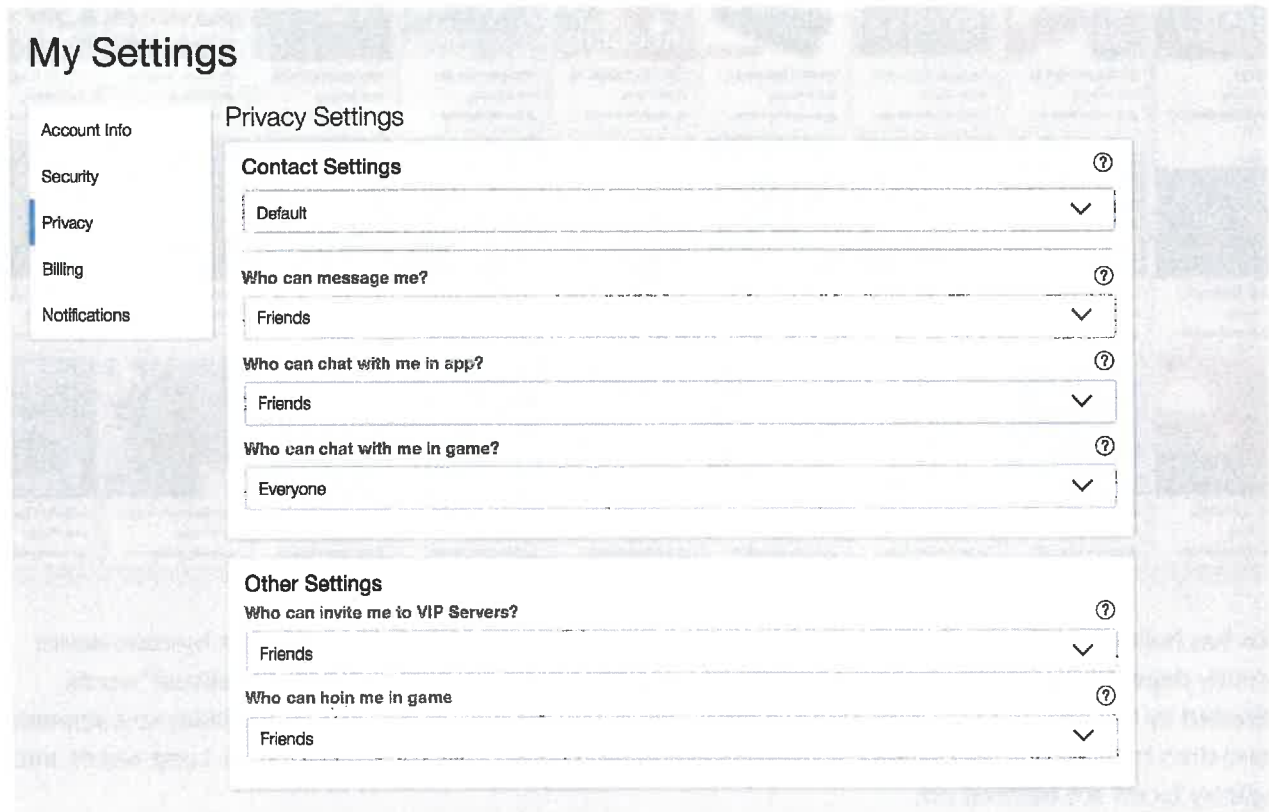 My Settings
Account Info
Security
Privacy
Billing
Notifications
Privacy Settings
Contact Settings
Default
Who can message me?
Friends
Who can chat with me in app?
Friends
Who can chat with me in game?
Everyone
Other Settings
Who can invite me to VIP Servers?
Friends
Who can hoin me in game
Friends